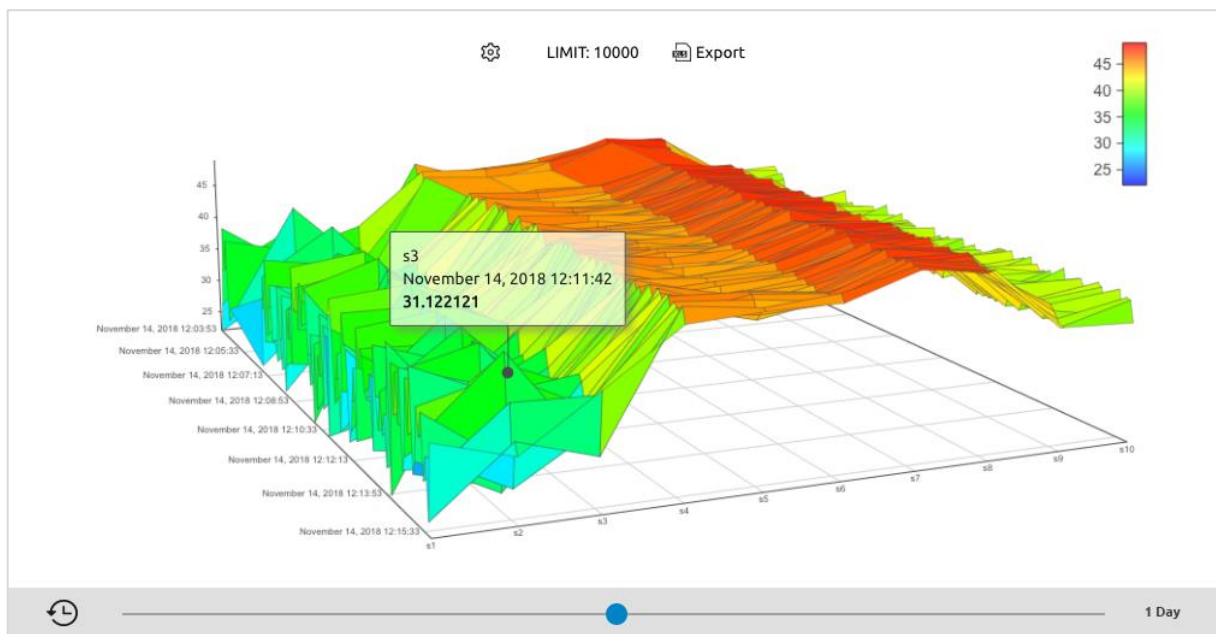 LIMIT: 10000
XLS
Export
45
40
35
30
25
45
40
35
30
25
s3
November 14, 2018 12:11:42
31.122121
November 14, 2018 12:03:53
November 14, 2018 12:05:33
November 14, 2018 12:07:13
November 14, 2018 12:08:53
November 14, 2018 12:10:33
November 14, 2018 12:12:13
November 14, 2018 12:13:53
November 14, 2018 12:15:33
s1
s2
s3
s4
s5
s6
s7
s8
s9
s10
1 Day